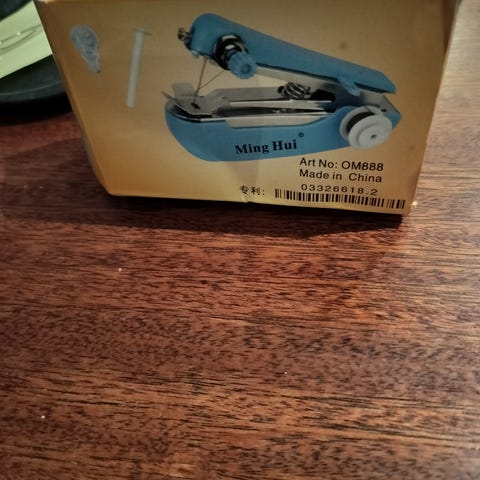 Ming Hui®
Art No: OM888
Made in China
专利: 03326618.2